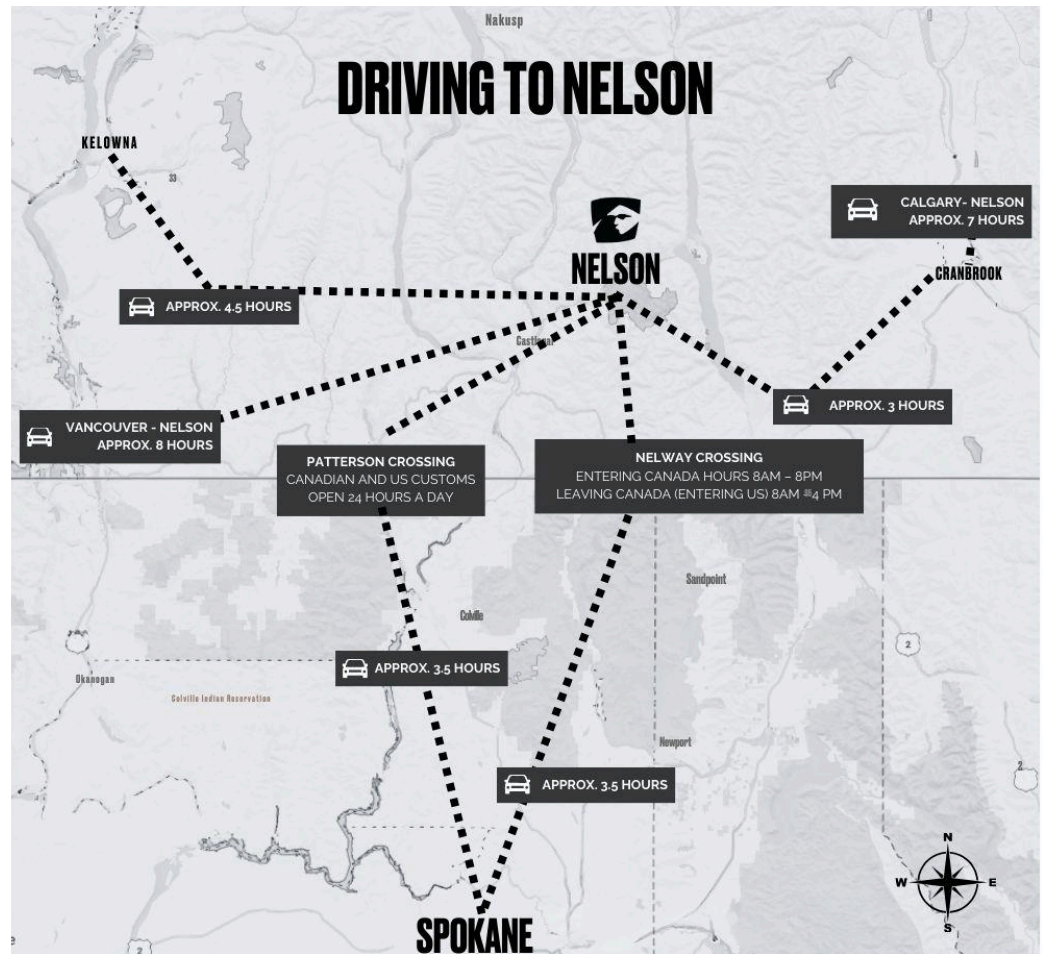 Nakusp
DRIVING TO NELSON
KELOWNA
33
CALGARY- NELSON
APPROX. 7 HOURS
NELSON
CRANBROOK
APPROX. 4.5 HOURS
Castlegar
APPROX. 3 HOURS
VANCOUVER - NELSON
APPROX. 8 HOURS
PATTERSON CROSSING
CANADIAN AND US CUSTOMS
OPEN 24 HOURS A DAY
NELWAY CROSSING
ENTERING CANADA HOURS 8AM – 8PM
LEAVING CANADA (ENTERING US) 8AM –4 PM
Sandpoint
Colville
2
APPROX. 3.5 HOURS
Okanogan
Colville Indian Reservation
Newport
2
APPROX. 3.5 HOURS
N
W
E
S
SPOKANE
2